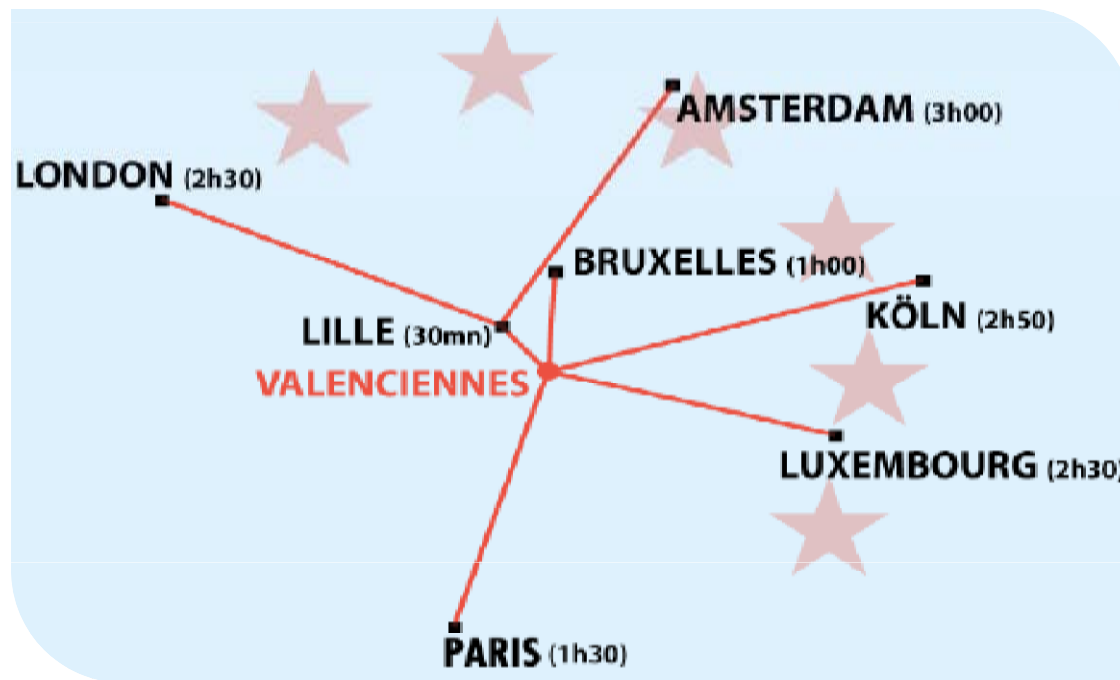 AMSTERDAM (3h00)
LONDON (2h30)
BRUXELLES (1h00)
KÖLN (2h50)
LILLE (30mn)
VALENCIENNES
LUXEMBOURG (2h30)
PARIS (1h30)